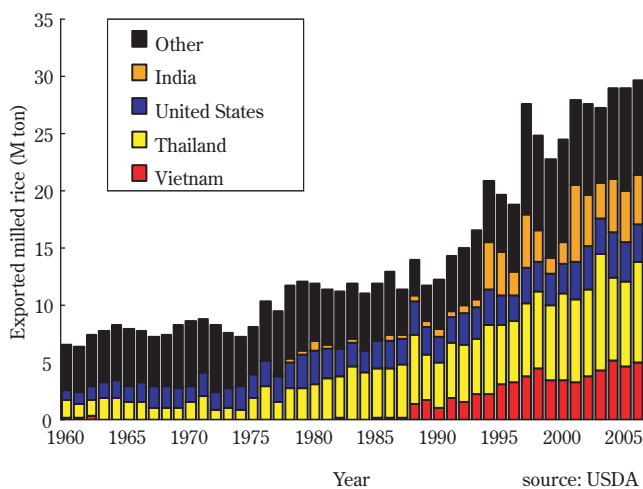 Exported milled rice (M ton)
35
30
25
20
15
10
5
0
Other
India
United States
Thailand
Vietnam
1960 1965 1970 1975 1980 1985 1990 1995 2000 2005
Year
source: USDA